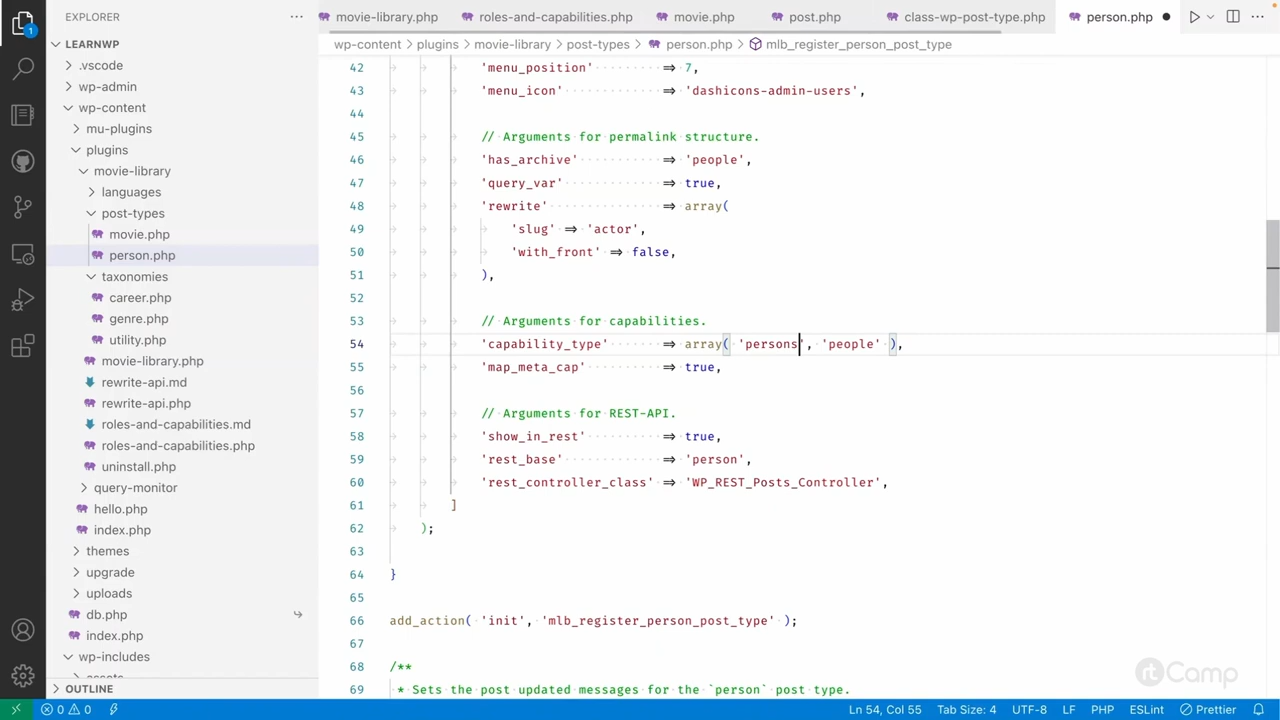 EXPLORER
movie-library.php
roles-and-capabilities.php
movie.php
post.php
class-wp-post-type.php
person.php
LEARNWP
wp-content > plugins > movie-library > post-types > person.php > mlb_register_person_post_type
.vscode
wp-admin
wp-content
mu-plugins
plugins
movie-library
languages
post-types
movie.php
person.php
taxonomies
career.php
genre.php
utility.php
movie-library.php
rewrite-api.md
rewrite-api.php
roles-and-capabilities.md
roles-and-capabilities.php
uninstall.php
query-monitor
hello.php
index.php
themes
upgrade
uploads
db.php
index.php
wp-includes
OUTLINE
42 'menu_position' => 7,
43 'menu_icon' => 'dashicons-admin-users',
44
45 // Arguments for permalink structure.
46 'has_archive' => 'people',
47 'query_var' => true,
48 'rewrite' => array(
49 'slug' => 'actor',
50 'with_front' => false,
51 ),
52
53 // Arguments for capabilities.
54 'capability_type' => array( 'persons', 'people' ),
55 'map_meta_cap' => true,
56
57 // Arguments for REST-API.
58 'show_in_rest' => true,
59 'rest_base' => 'person',
60 'rest_controller_class' => 'WP_REST_Posts_Controller',
61 ]
62 );
63
64 }
65
66 add_action( 'init', 'mlb_register_person_post_type' );
67
68 /**
69 * Sets the post updated messages for the `person` post type.
rtCamp
1
0 0
Ln 54, Col 55
Tab Size: 4
UTF-8
LF
PHP
ESLint
Prettier